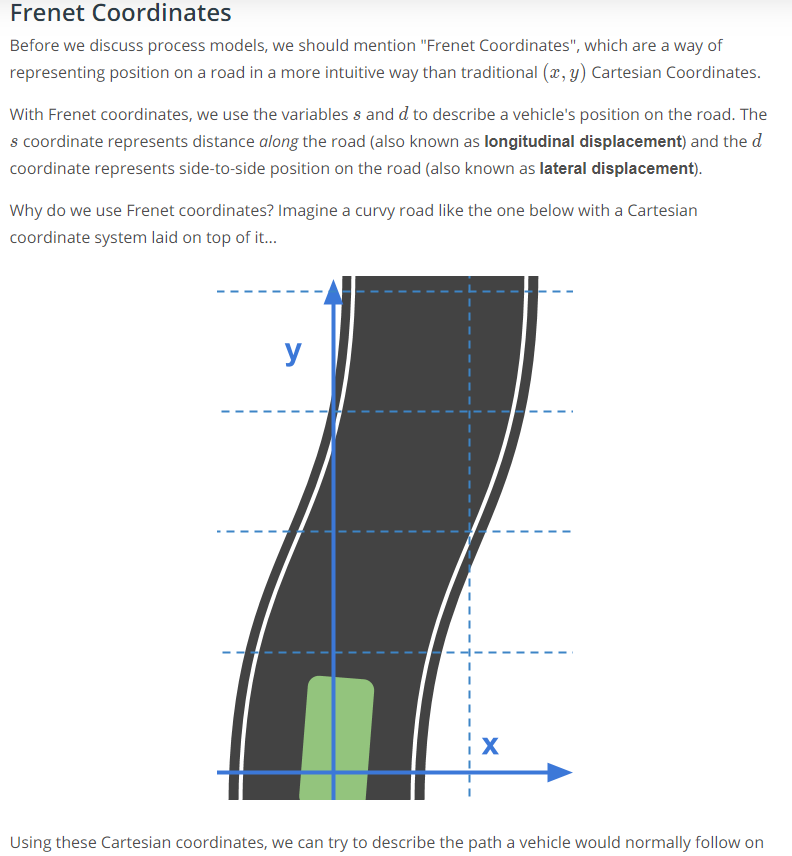 Frenet Coordinates
Before we discuss process models, we should mention "Frenet Coordinates", which are a way of
representing position on a road in a more intuitive way than traditional (x, y) Cartesian Coordinates.
With Frenet coordinates, we use the variables s and d to describe a vehicle's position on the road. The
s coordinate represents distance along the road (also known as longitudinal displacement) and the d
coordinate represents side-to-side position on the road (also known as lateral displacement).
Why do we use Frenet coordinates? Imagine a curvy road like the one below with a Cartesian
coordinate system laid on top of it...
y
x
Using these Cartesian coordinates, we can try to describe the path a vehicle would normally follow on